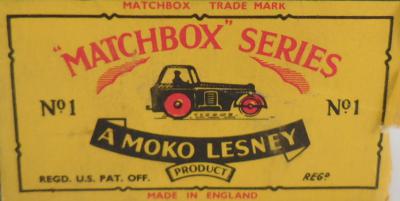 MATCHBOX TRADE MARK
"MATCHBOX" SERIES
Nº1 Nº1
A MOKO LESNEY
PRODUCT
REGD. U.S. PAT. OFF. REGD
MADE IN ENGLAND